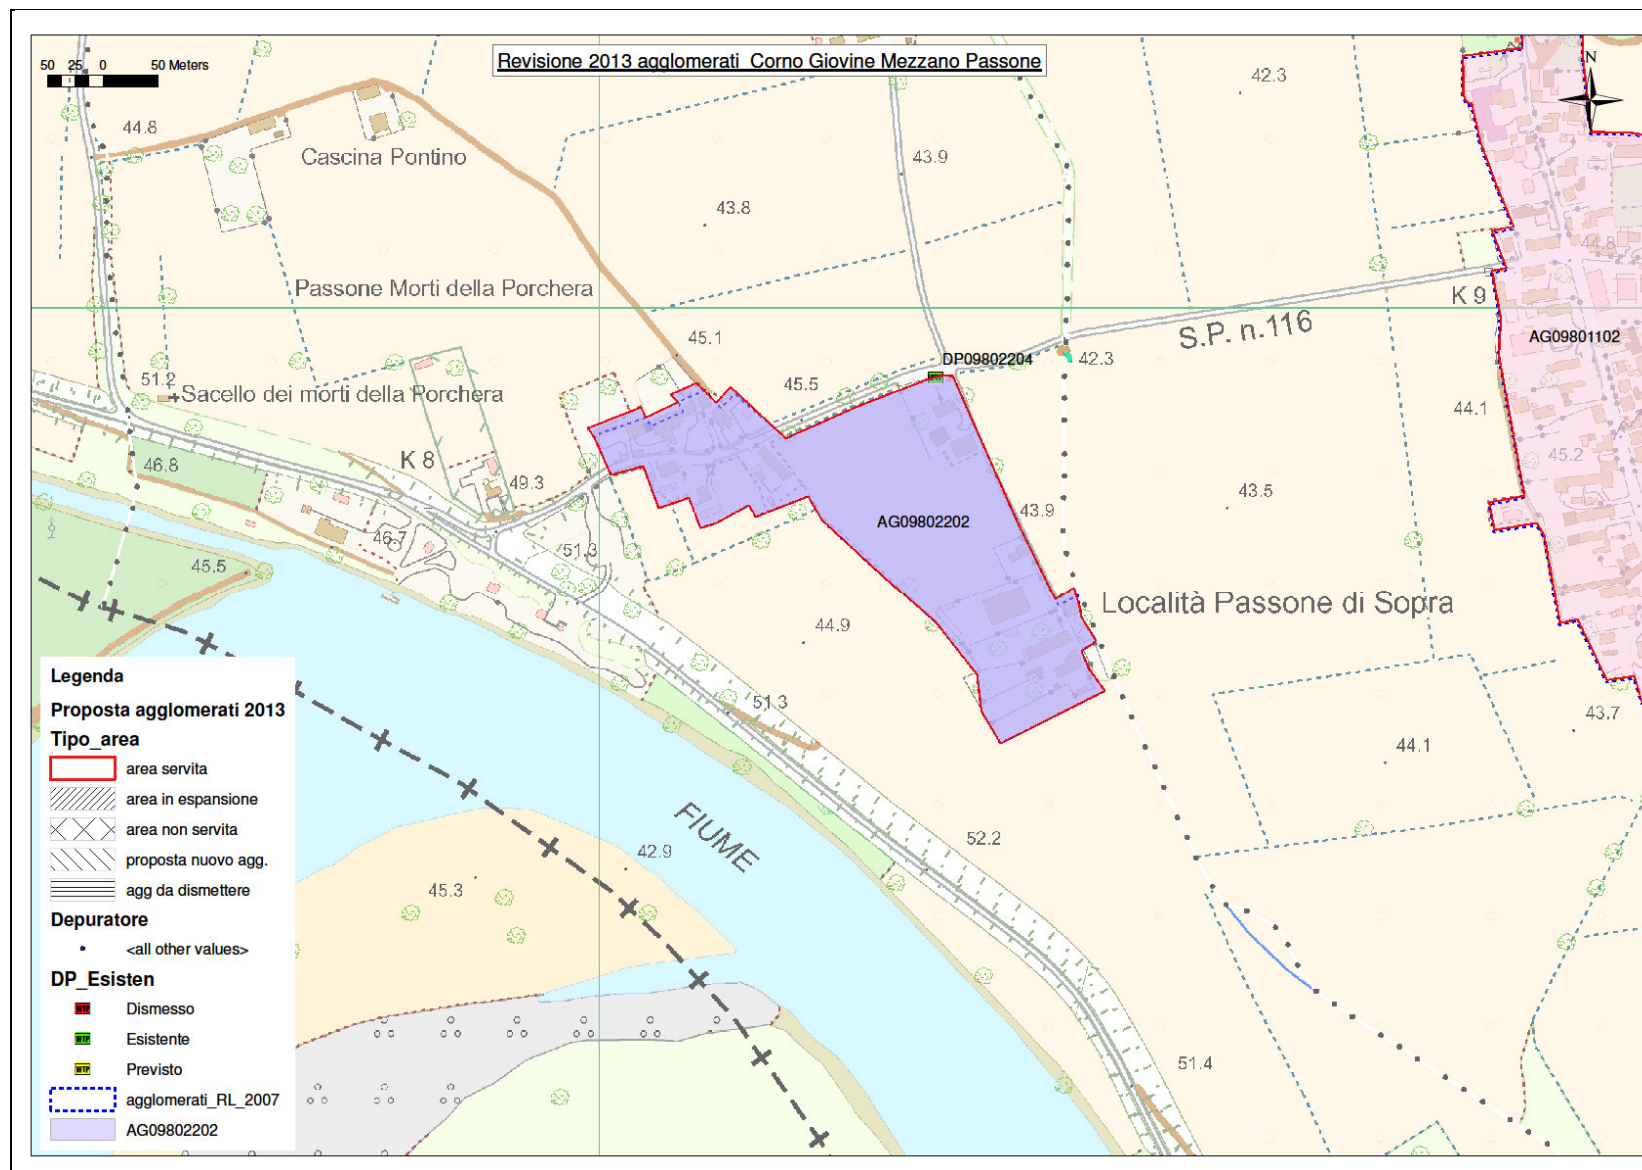 Revisione 2013 agglomerati Corno Giovine Mezzano Passone
50 25 0 50 Meters
N
42.3
44.8
Cascina Pontino
43.9
43.8
44.8
Passone Morti della Porchera
K 9
S.P. n.116
45.1
AG09801102
DP09802204
42.3
51.2
Sacello dei morti della Porchera
45.5
44.1
K 8
46.8
45.2
49.3
43.5
43.9
AG09802202
46.7
51.3
45.5
Località Passone di Sopra
44.9
51.3
43.7
44.1
FIUME
52.2
42.9
45.3
51.4
Legenda
Proposta agglomerati 2013
Tipo_area
area servita
area in espansione
area non servita
proposta nuovo agg.
agg da dismettere
Depuratore
<all other values>
DP_Esisten
WTP Dismesso
WTP Esistente
WTP Previsto
agglomerati_RL_2007
AG09802202